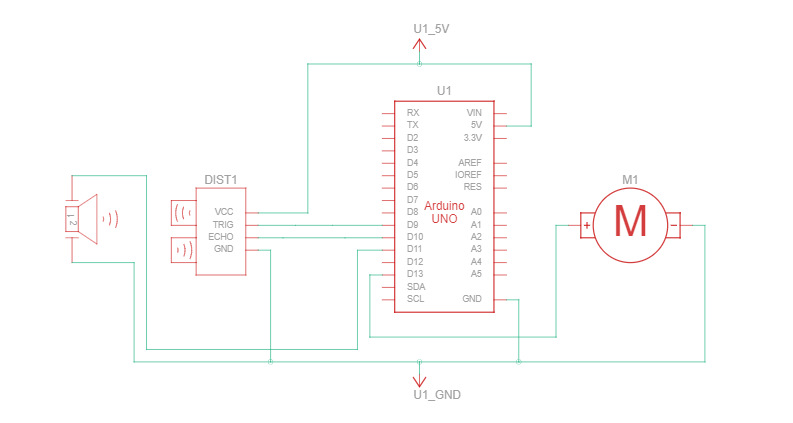 U1_5V
U1
RX
TX
D2
D3
D4
D5
D6
D7
D8
D9
D10
D11
D12
D13
SDA
SCL
Arduino
UNO
VIN
5V
3.3V
AREF
IOREF
RES
A0
A1
A2
A3
A4
A5
GND
DIST1
VCC
TRIG
ECHO
GND
1
2
M1
+ M -
U1_GND